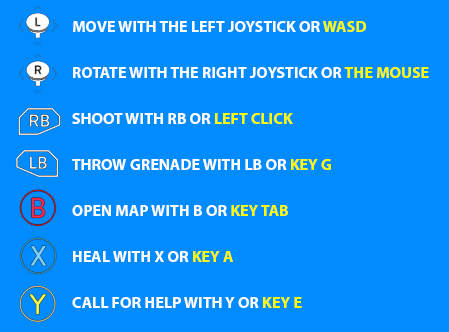 L MOVE WITH THE LEFT JOYSTICK OR WASD
R ROTATE WITH THE RIGHT JOYSTICK OR THE MOUSE
RB SHOOT WITH RB OR LEFT CLICK
LB THROW GRENADE WITH LB OR KEY G
B OPEN MAP WITH B OR KEY TAB
X HEAL WITH X OR KEY A
Y CALL FOR HELP WITH Y OR KEY E